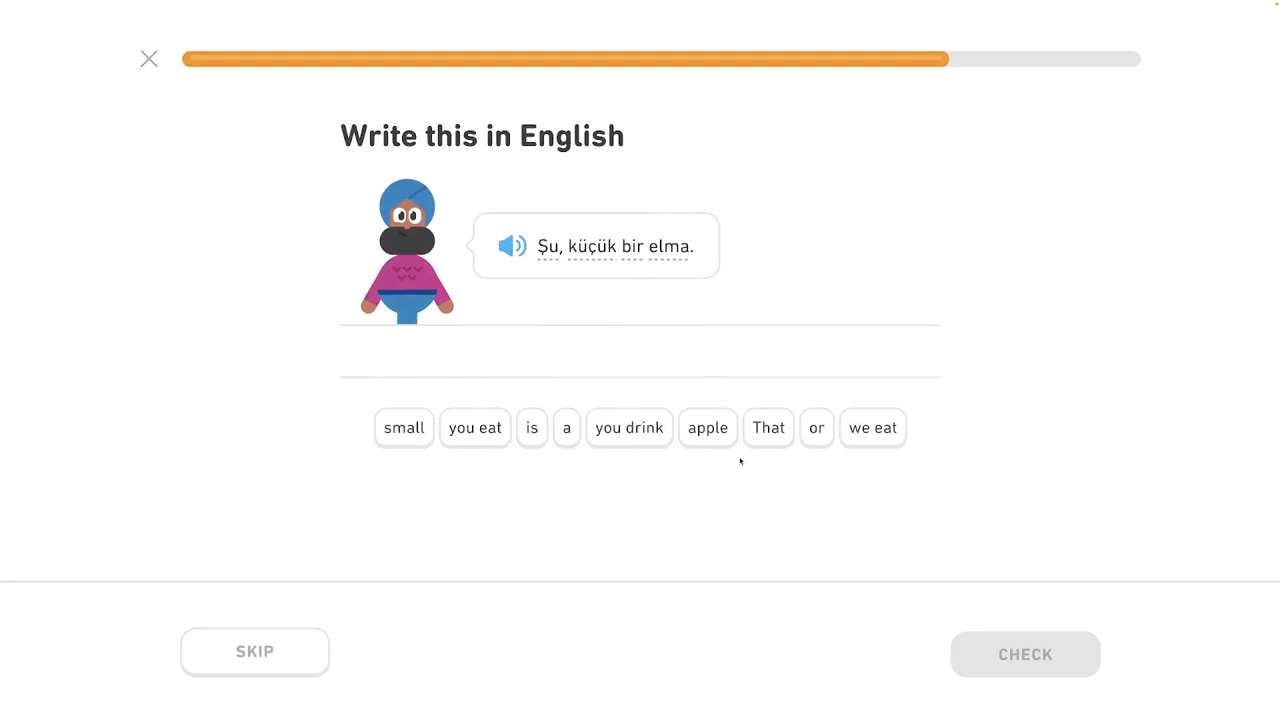 Write this in English
Şu, küçük bir elma.
small you eat is a you drink apple That or we eat
SKIP CHECK